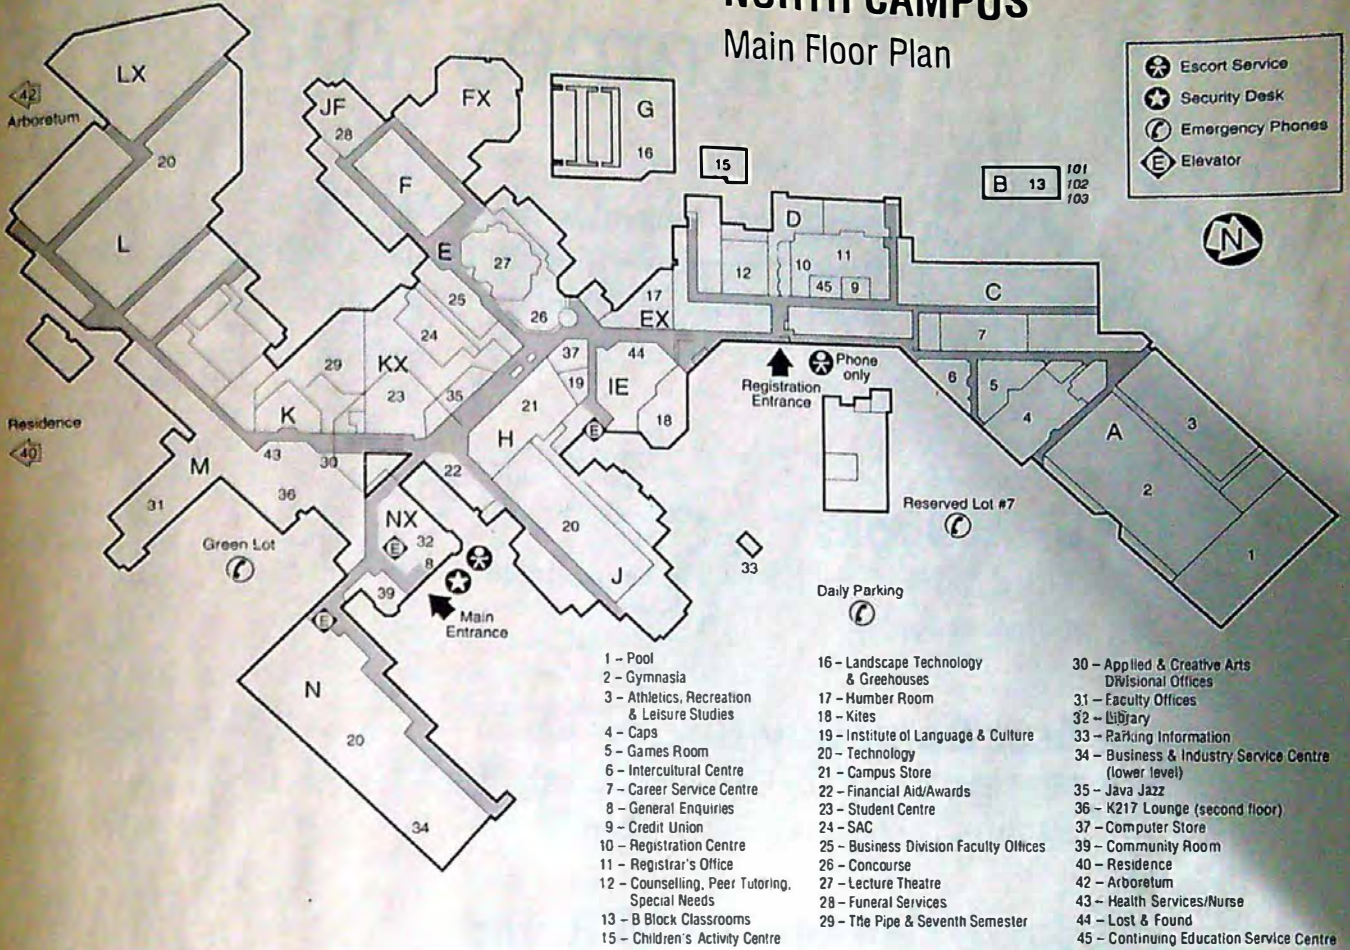 NORTH CAMPUS
Main Floor Plan
Escort Service
Security Desk
Emergency Phones
E Elevator
N
42
Arboretum
LX
20
L
JF
28
FX
F
E
27
G
16
15
B 13
101
102
103
D
12
10
11
45
9
C
7
17
EX
26
25
24
KX
29
23
35
K
37
44
19
IE
18
21
H
E
Registration
Entrance
Phone
only
6
5
4
A
3
2
1
Residence
40
M
43
30
36
31
22
NX
E
32
8
39
Green Lot
Main
Entrance
20
J
33
Reserved Lot #7
Daily Parking
E
N
20
34
1 – Pool
2 – Gymnasia
3 – Athletics, Recreation
& Leisure Studies
4 – Caps
5 – Games Room
6 – Intercultural Centre
7 – Career Service Centre
8 – General Enquiries
9 – Credit Union
10 – Registration Centre
11 – Registrar's Office
12 – Counselling, Peer Tutoring,
Special Needs
13 – B Block Classrooms
15 – Children's Activity Centre
16 – Landscape Technology
& Greehouses
17 – Humber Room
18 – Kites
19 – Institute of Language & Culture
20 – Technology
21 – Campus Store
22 – Financial Aid/Awards
23 – Student Centre
24 – SAC
25 – Business Division Faculty Offices
26 – Concourse
27 – Lecture Theatre
28 – Funeral Services
29 – The Pipe & Seventh Semester
30 – Applied & Creative Arts
Divisional Offices
31 – Faculty Offices
32 – Library
33 – Parking Information
34 – Business & Industry Service Centre
(lower level)
35 – Java Jazz
36 – K217 Lounge (second floor)
37 – Computer Store
39 – Community Room
40 – Residence
42 – Arboretum
43 – Health Services/Nurse
44 – Lost & Found
45 – Continuing Education Service Centre